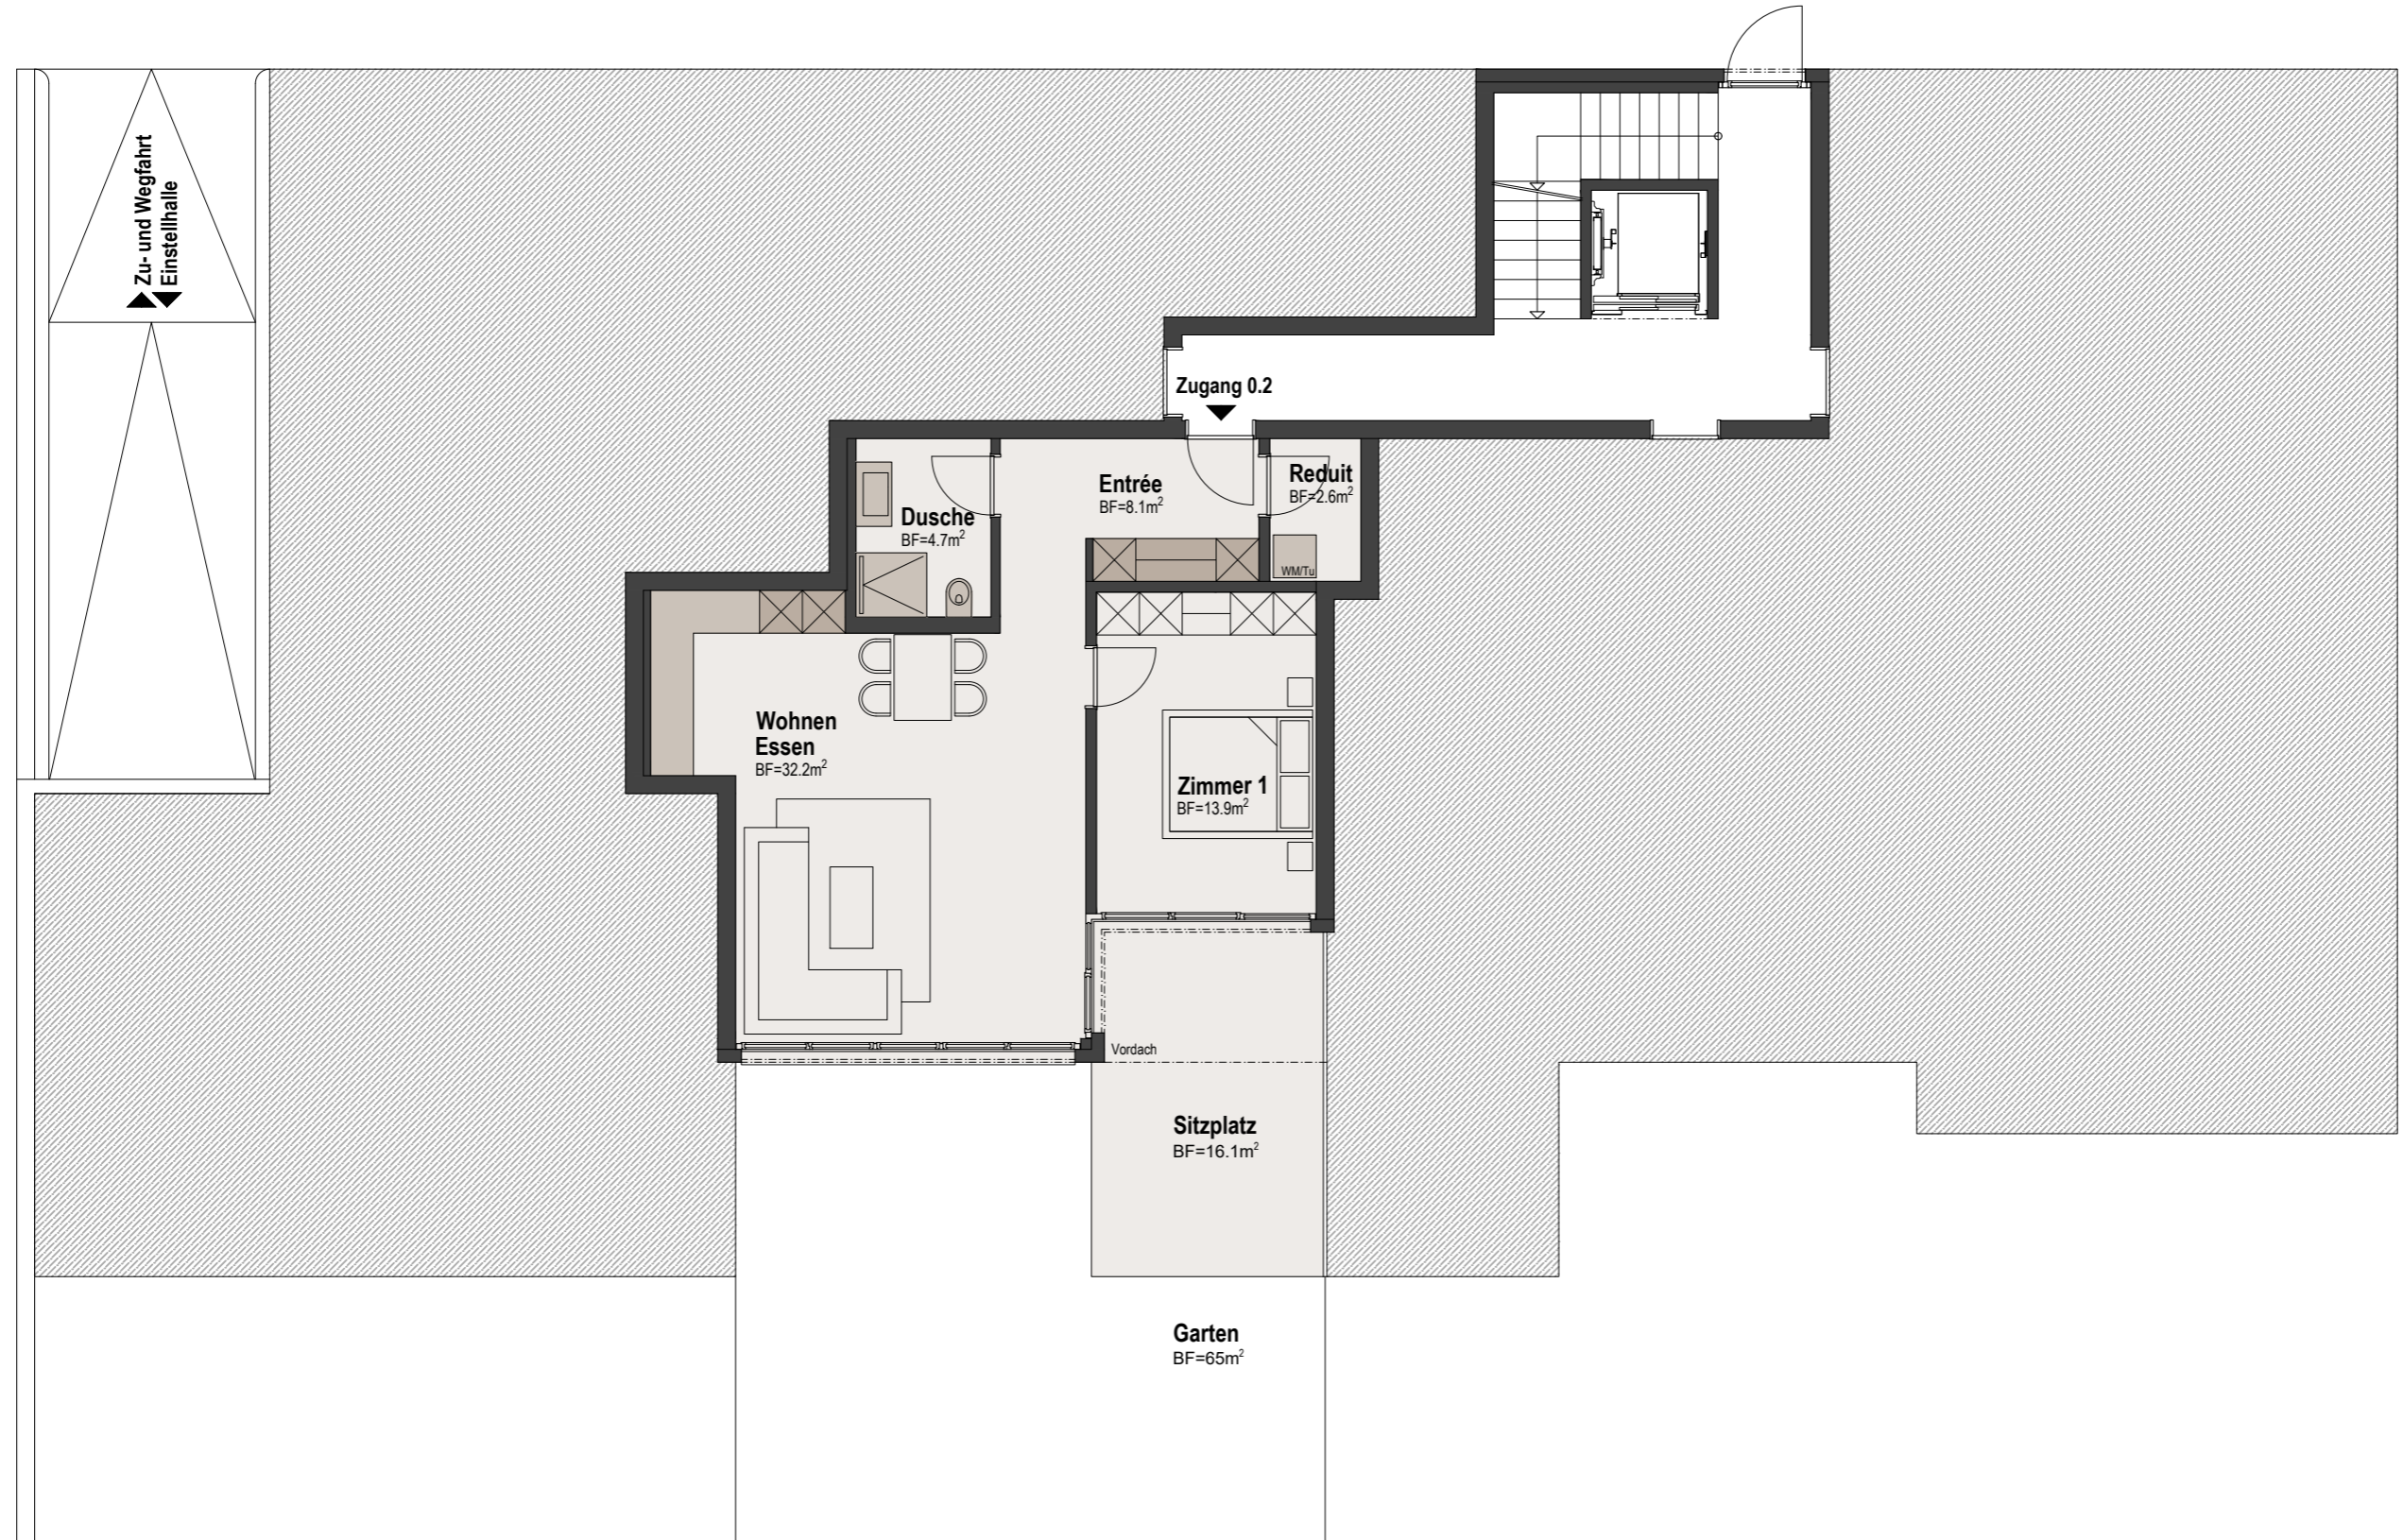 Zu- und Wegfahrt
Einstellhalle
Zugang 0.2
Entrée
BF=8.1m²
Reduit
BF=2.6m²
Dusche
BF=4.7m²
WM/Tu
Wohnen
Essen
BF=32.2m²
Zimmer 1
BF=13.9m²
Vordach
Sitzplatz
BF=16.1m²
Garten
BF=65m²